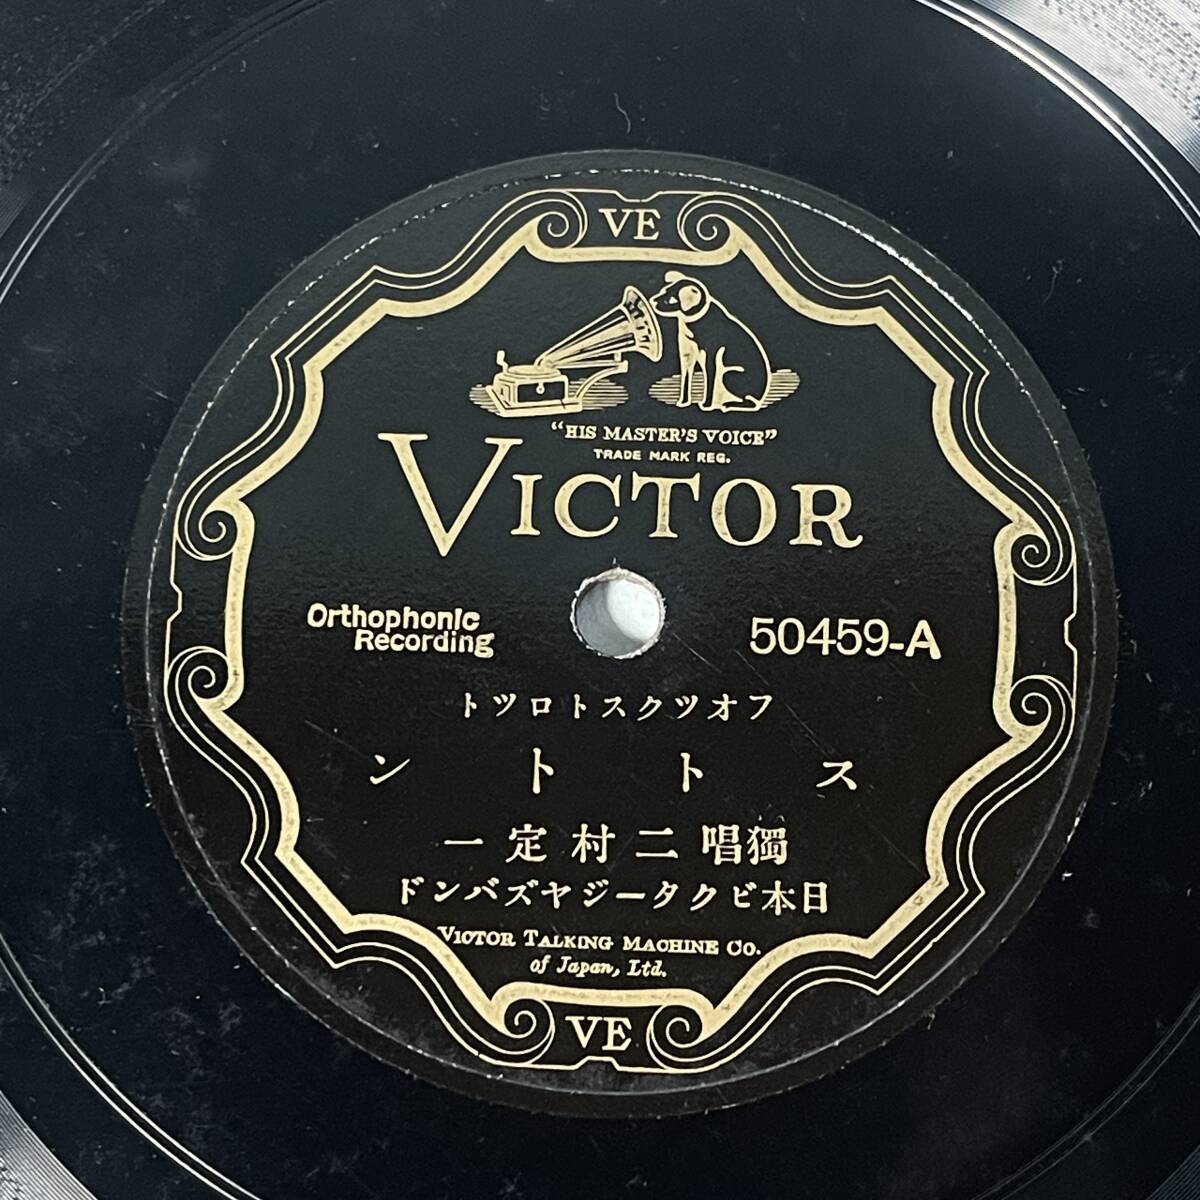 VE
"HIS MASTER'S VOICE"
TRADE MARK REG.
VICTOR
Orthophonic
Recording
50459-A
フオツクストロツト
ストトン
獨唱 二村定一
日本ビクタージヤズバンド
VICTOR TALKING MACHINE CO.
of Japan, Ltd.
VE